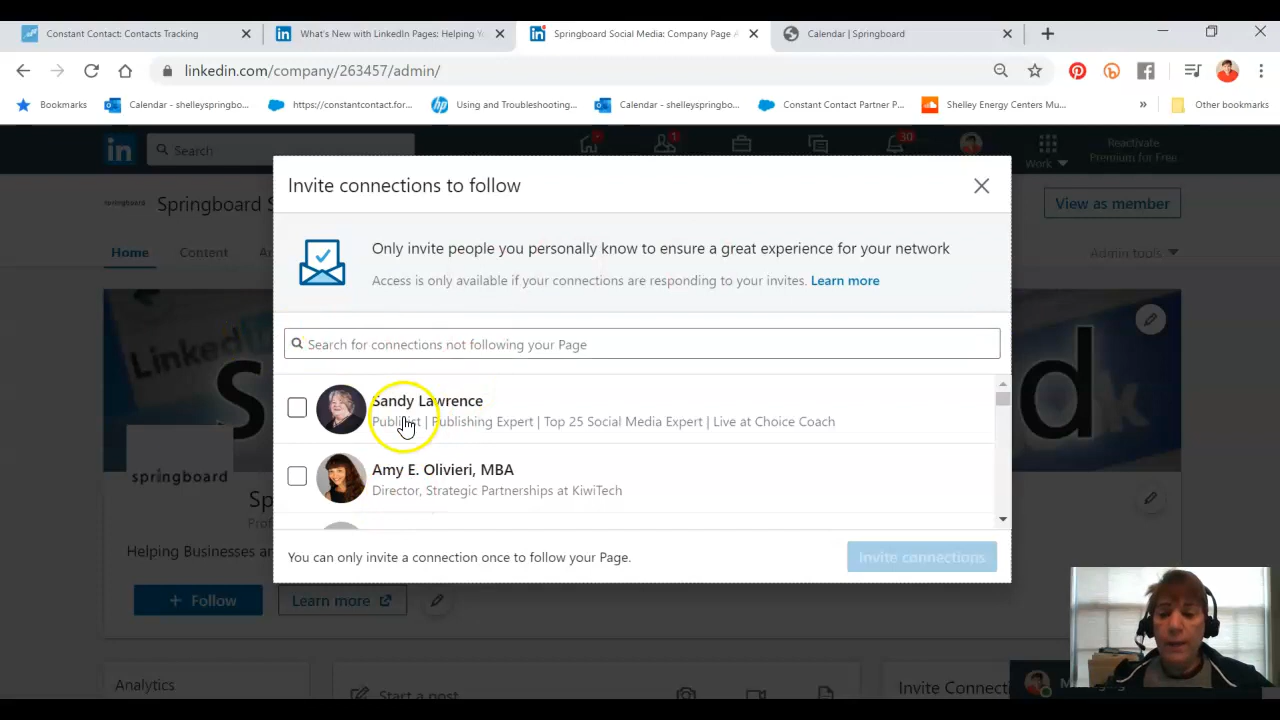 Constant Contact: Contacts Tracking
What's New with LinkedIn Pages: Helping Y
Springboard Social Media: Company Page A
Calendar | Springboard
linkedin.com/company/263457/admin/
Bookmarks
Calendar - shelleyspringbo...
https://constantcontact.for...
Using and Troubleshooting...
Calendar - shelleyspringbo...
Constant Contact Partner P...
Shelley Energy Centers Mu...
Other bookmarks
in
Search
1
30
Work
Reactivate
Premium for Free
Springboard S
View as member
Home
Content
Admin tools
Invite connections to follow
Only invite people you personally know to ensure a great experience for your network
Access is only available if your connections are responding to your invites. Learn more
Search for connections not following your Page
Sandy Lawrence
Publicist | Publishing Expert | Top 25 Social Media Expert | Live at Choice Coach
Amy E. Olivieri, MBA
Director, Strategic Partnerships at KiwiTech
You can only invite a connection once to follow your Page.
Invite connections
Linked
s
d
springboard
Sp
Helping Businesses a
+ Follow
Learn more
Analytics
Start a post
Invite Connect